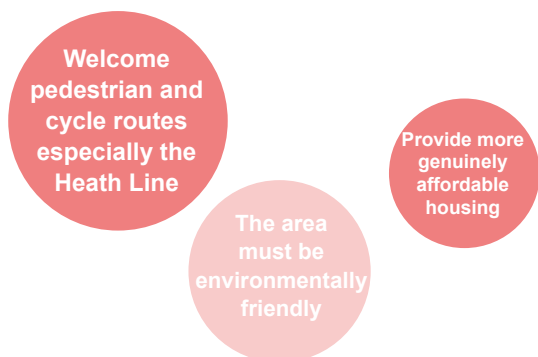 Welcome
pedestrian and
cycle routes
especially the
Heath Line
Provide more
genuinely
affordable
housing
The area
must be
environmentally
friendly